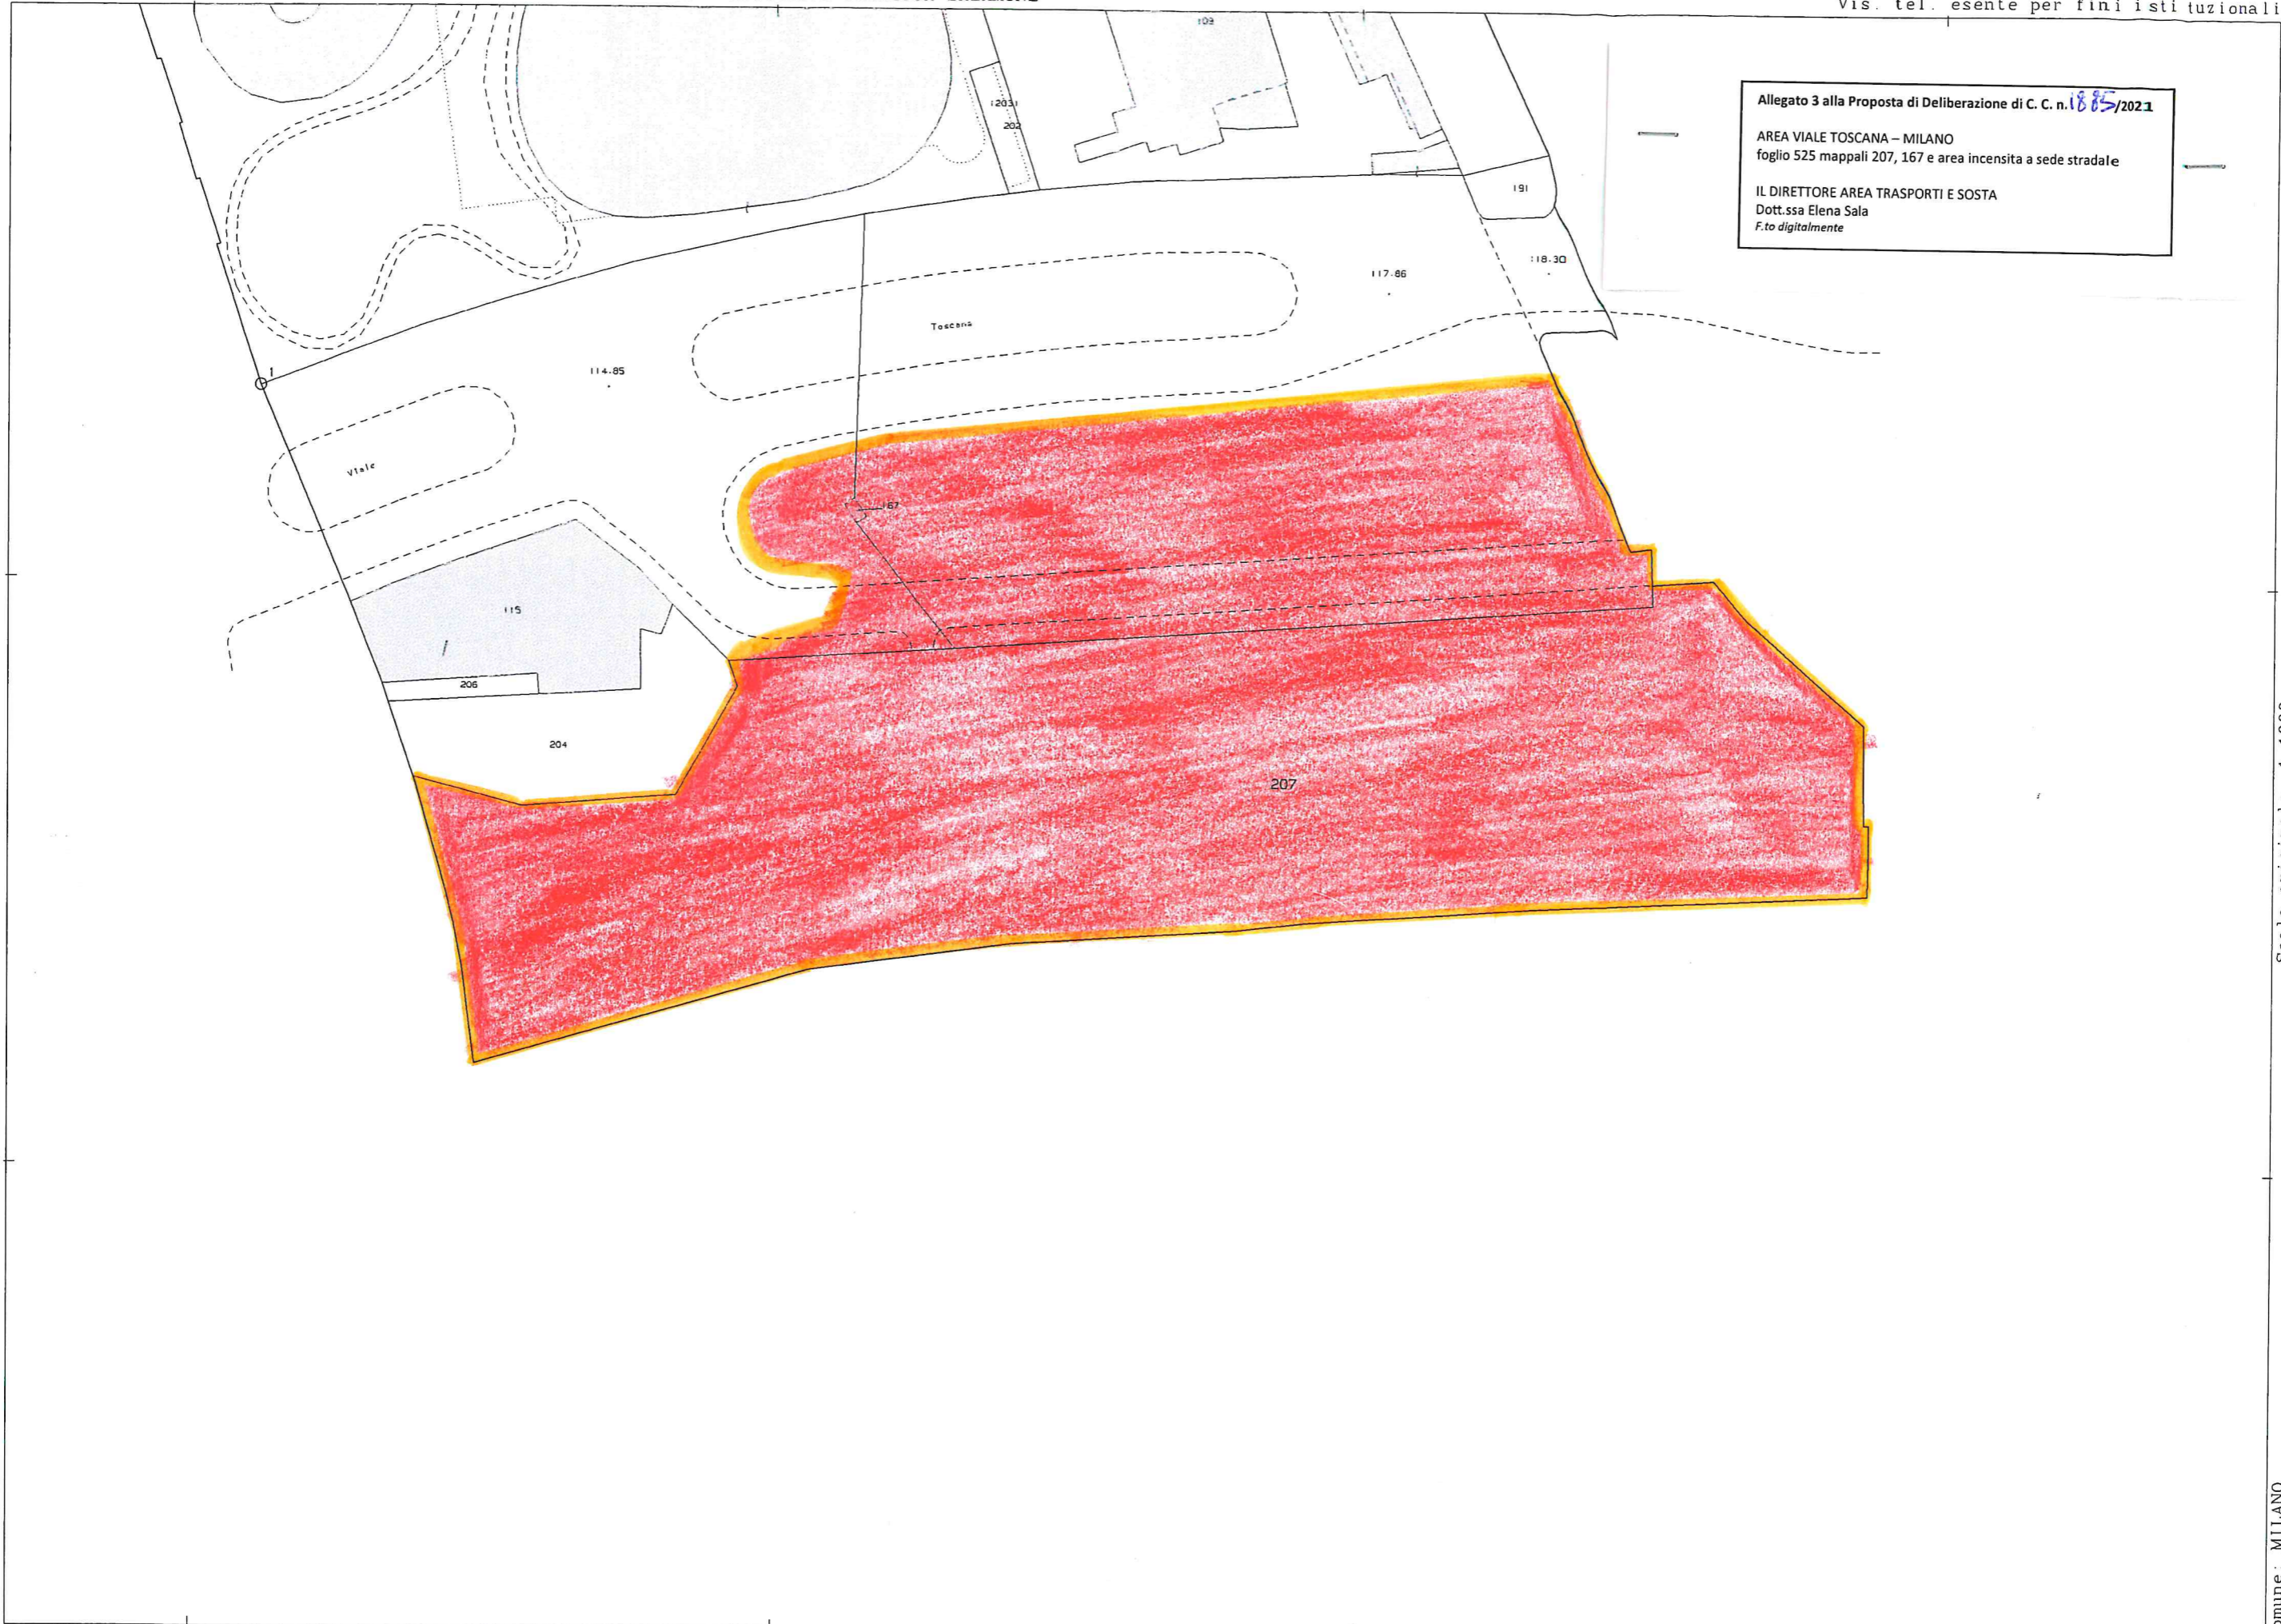 Vis. tel. esente per fini istituzionali
Allegato 3 alla Proposta di Deliberazione di C. C. n. 1885/2021
AREA VIALE TOSCANA – MILANO
foglio 525 mappali 207, 167 e area incensita a sede stradale
IL DIRETTORE AREA TRASPORTI E SOSTA
Dott.ssa Elena Sala
F.to digitalmente
109
202
191
118.30
117.86
Toscana
1
114.85
Viale
167
115
206
204
207
MILANO